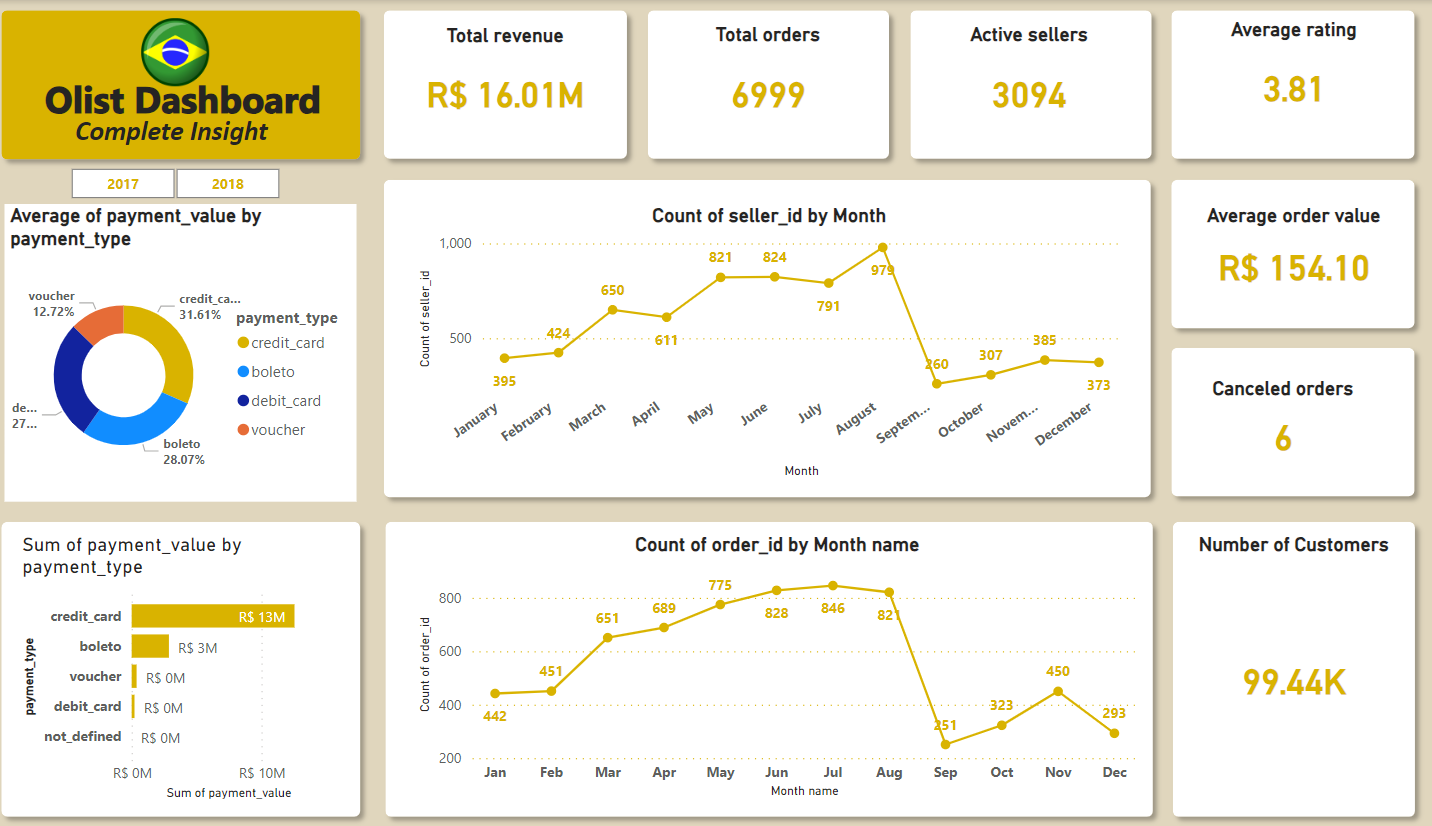 Olist Dashboard
Complete Insight
Total revenue
R$ 16.01M
Total orders
6999
Active sellers
3094
Average rating
3.81
2017
2018
Average of payment_value by
payment_type
voucher
12.72%
credit_ca...
31.61%
de...
27...
boleto
28.07%
payment_type
credit_card
boleto
debit_card
voucher
Count of seller_id by Month
Count of seller_id
1,000
500
395
424
650
611
821
824
791
979
260
307
385
373
January
February
March
April
May
June
July
August
Septem...
October
Novem...
December
Month
Average order value
R$ 154.10
Canceled orders
6
Sum of payment_value by
payment_type
payment_type
credit_card
R$ 13M
boleto
R$ 3M
voucher
R$ 0M
debit_card
R$ 0M
not_defined
R$ 0M
R$ 0M
R$ 10M
Sum of payment_value
Count of order_id by Month name
Count of order_id
800
600
400
200
442
451
651
689
775
828
846
821
251
323
450
293
Jan
Feb
Mar
Apr
May
Jun
Jul
Aug
Sep
Oct
Nov
Dec
Month name
Number of Customers
99.44K